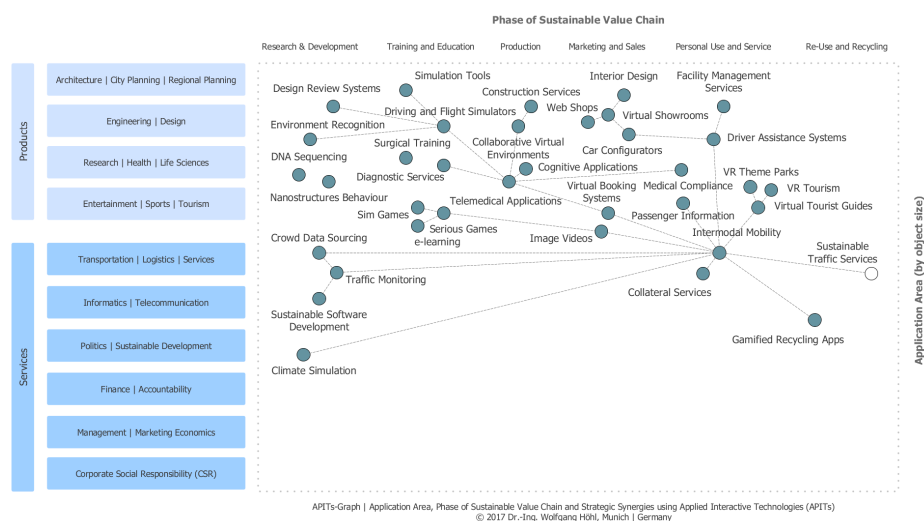 Phase of Sustainable Value Chain
Research & Development
Training and Education
Production
Marketing and Sales
Personal Use and Service
Re-Use and Recycling
Products
Architecture | City Planning | Regional Planning
Engineering | Design
Research | Health | Life Sciences
Entertainment | Sports | Tourism
Services
Transportation | Logistics | Services
Informatics | Telecommunication
Politics | Sustainable Development
Finance | Accountability
Management | Marketing Economics
Corporate Social Responsibility (CSR)
Simulation Tools
Design Review Systems
Construction Services
Interior Design
Facility Management
Services
Driving and Flight Simulators
Web Shops
Virtual Showrooms
Environment Recognition
Surgical Training
Collaborative Virtual
Environments
Car Configurators
Driver Assistance Systems
DNA Sequencing
Diagnostic Services
Cognitive Applications
Medical Compliance
VR Theme Parks
VR Tourism
Nanostructures Behaviour
Telemedical Applications
Virtual Booking
Systems
Passenger Information
Virtual Tourist Guides
Sim Games
Serious Games
e-learning
Image Videos
Intermodal Mobility
Crowd Data Sourcing
Sustainable
Traffic Services
Traffic Monitoring
Collateral Services
Sustainable Software
Development
Gamified Recycling Apps
Climate Simulation
Application Area (by object size)
APITs-Graph | Application Area, Phase of Sustainable Value Chain and Strategic Synergies using Applied Interactive Technologies (APITs)
© 2017 Dr.-Ing. Wolfgang Höhl, Munich | Germany